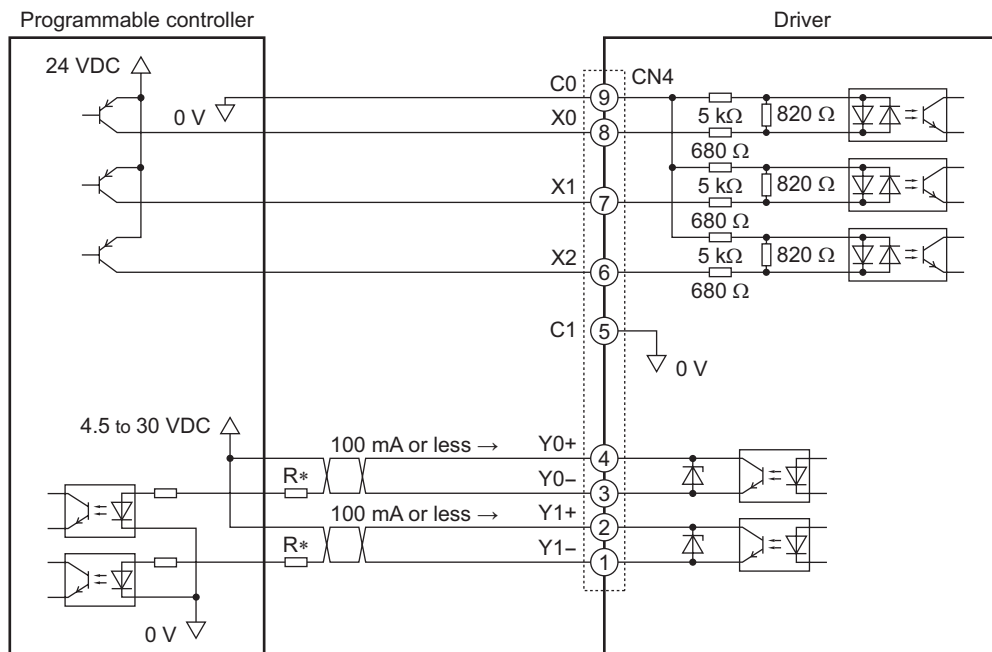 Programmable controller
Driver
24 VDC
0 V
C0
X0
X1
X2
C1
CN4
9
8
7
6
5
5 kΩ
820 Ω
680 Ω
5 kΩ
820 Ω
680 Ω
5 kΩ
820 Ω
680 Ω
0 V
4.5 to 30 VDC
100 mA or less →
Y0+
4
R*
Y0−
3
100 mA or less →
Y1+
2
R*
Y1−
1
0 V